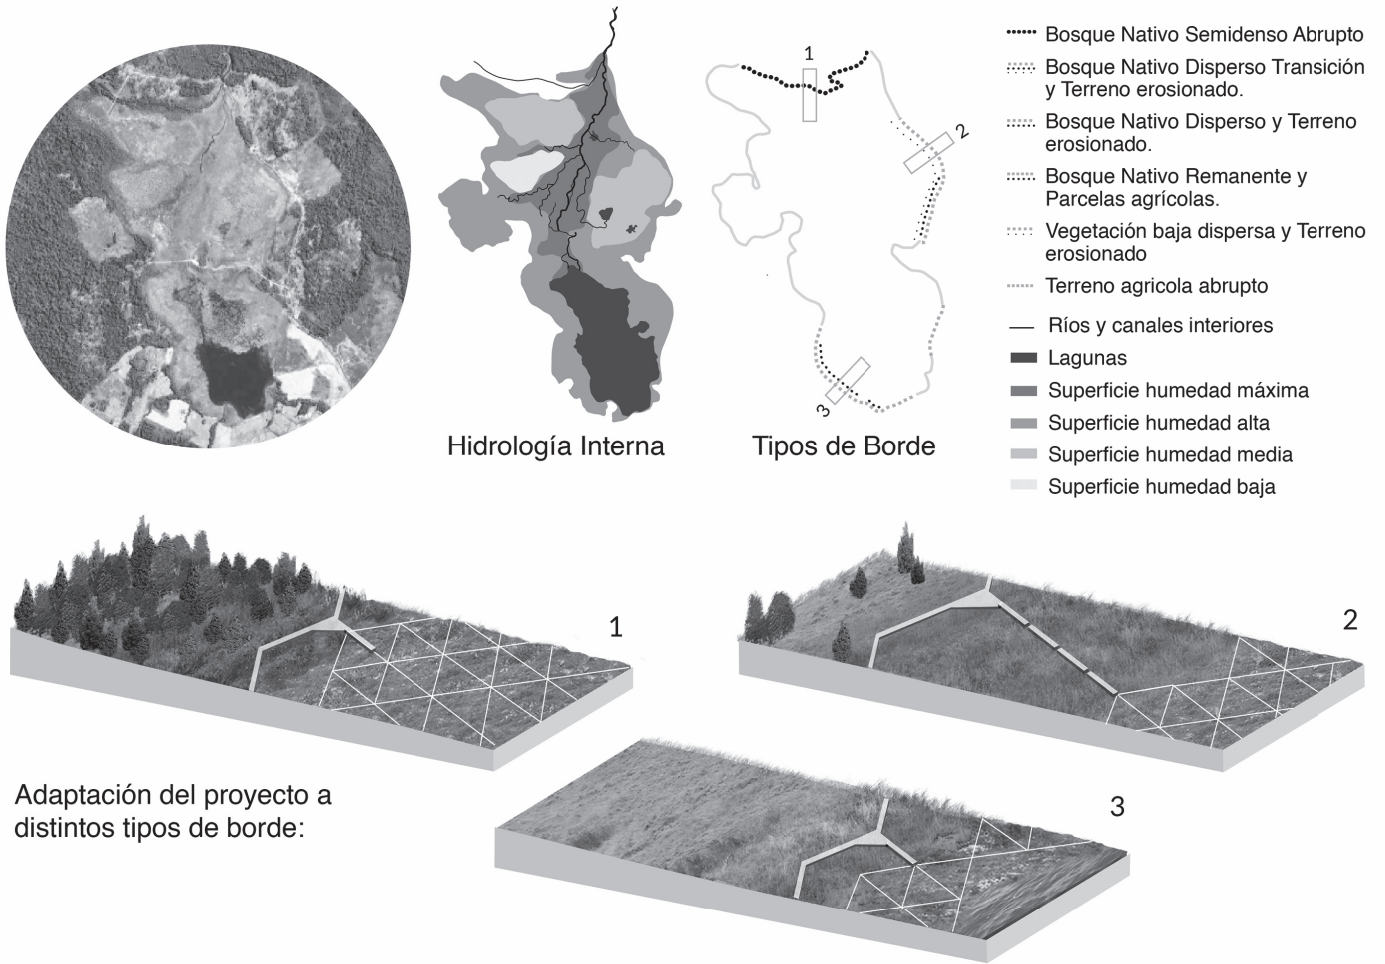 1
2
3
Hidrología Interna
Tipos de Borde
Bosque Nativo Semidenso Abrupto
Bosque Nativo Disperso Transición
y Terreno erosionado.
Bosque Nativo Disperso y Terreno
erosionado.
Bosque Nativo Remanente y
Parcelas agrícolas.
Vegetación baja dispersa y Terreno
erosionado
Terreno agricola abrupto
Ríos y canales interiores
Lagunas
Superficie humedad máxima
Superficie humedad alta
Superficie humedad media
Superficie humedad baja
1
2
Adaptación del proyecto a
distintos tipos de borde:
3